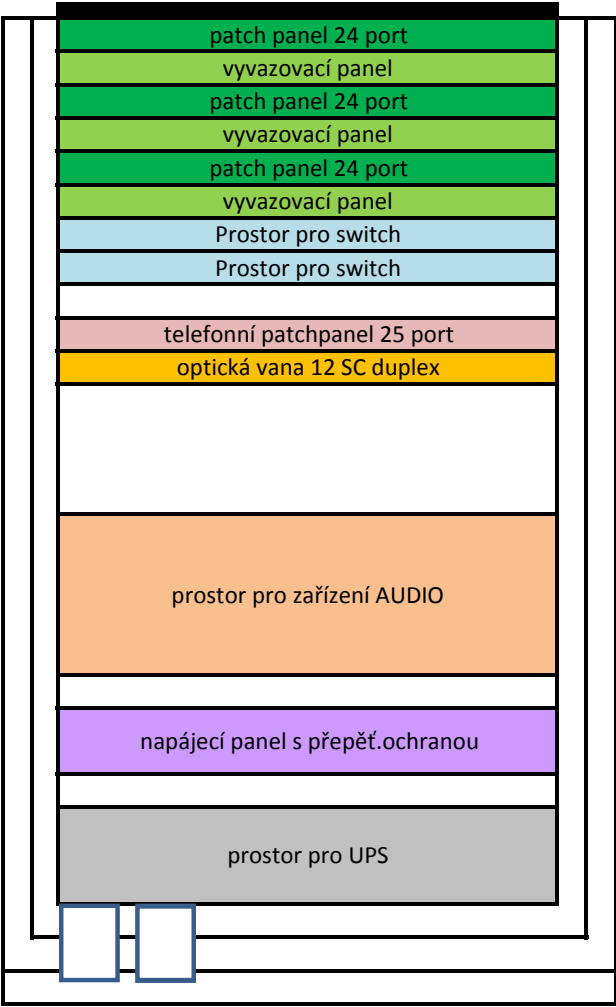 patch panel 24 port
vyvazovací panel
patch panel 24 port
vyvazovací panel
patch panel 24 port
vyvazovací panel
Prostor pro switch
Prostor pro switch
telefonní patchpanel 25 port
optická vana 12 SC duplex
prostor pro zařízení AUDIO
napájecí panel s přepěť.ochranou
prostor pro UPS